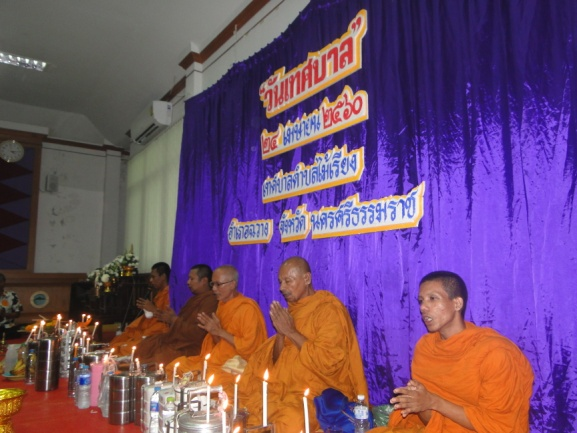 "วันเทศบาล"
๒๔ เมษายน ๒๕๖๐
เทศบาลตำบลไม้เรียง
อำเภอฉวาง จังหวัด นครศรีธรรมราช